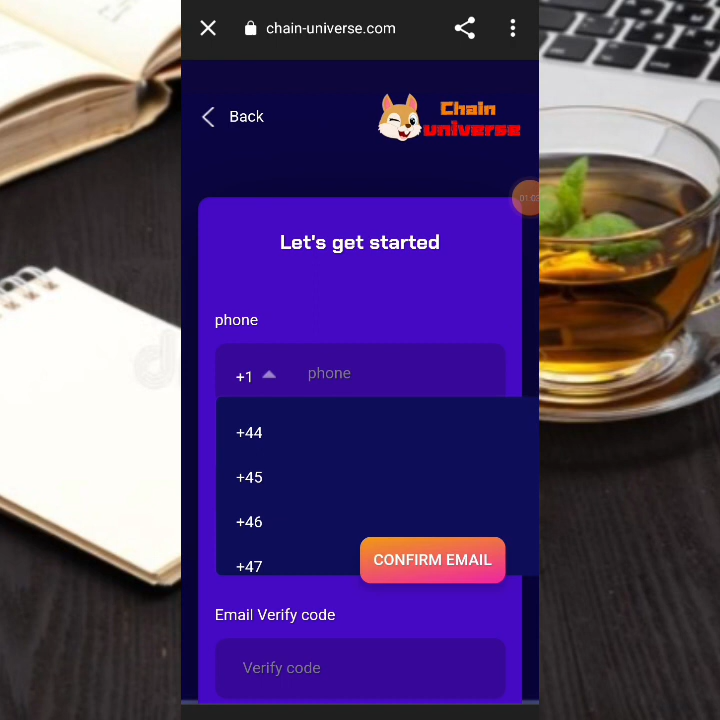 chain-universe.com
Back
Chain
universe
Let's get started
phone
+1
phone
+44
+45
+46
+47
CONFIRM EMAIL
Email Verify code
Verify code